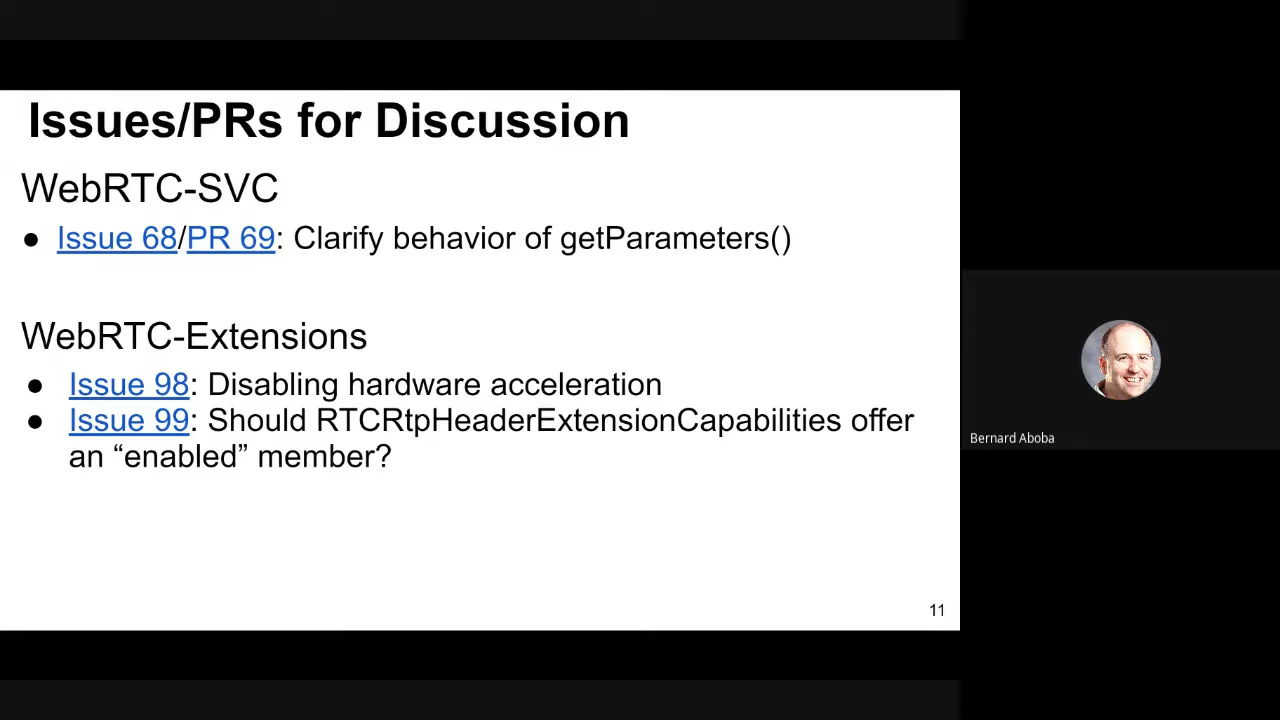 Issues/PRs for Discussion
WebRTC-SVC
● Issue 68/PR 69: Clarify behavior of getParameters()
WebRTC-Extensions
● Issue 98: Disabling hardware acceleration
● Issue 99: Should RTCRtpHeaderExtensionCapabilities offer
an “enabled” member?
11
Bernard Aboba